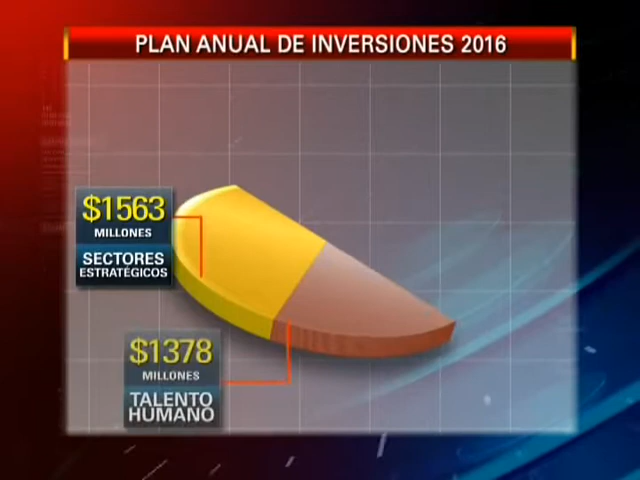 PLAN ANUAL DE INVERSIONES 2016
$1563
MILLONES
SECTORES
ESTRATÉGICOS
$1378
MILLONES
TALENTO
HUMANO